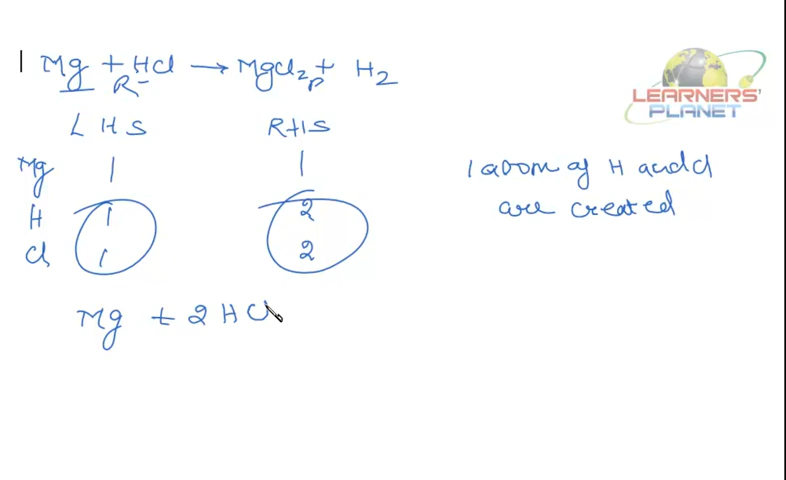 1 Mg + HCl → MgCl2 + H2
R P
LEARNERS'
PLANET
LHS RHS
Mg 1 1
H 1 2
Cl 1 2
1 atom of H and Cl
are created
Mg + 2HCl